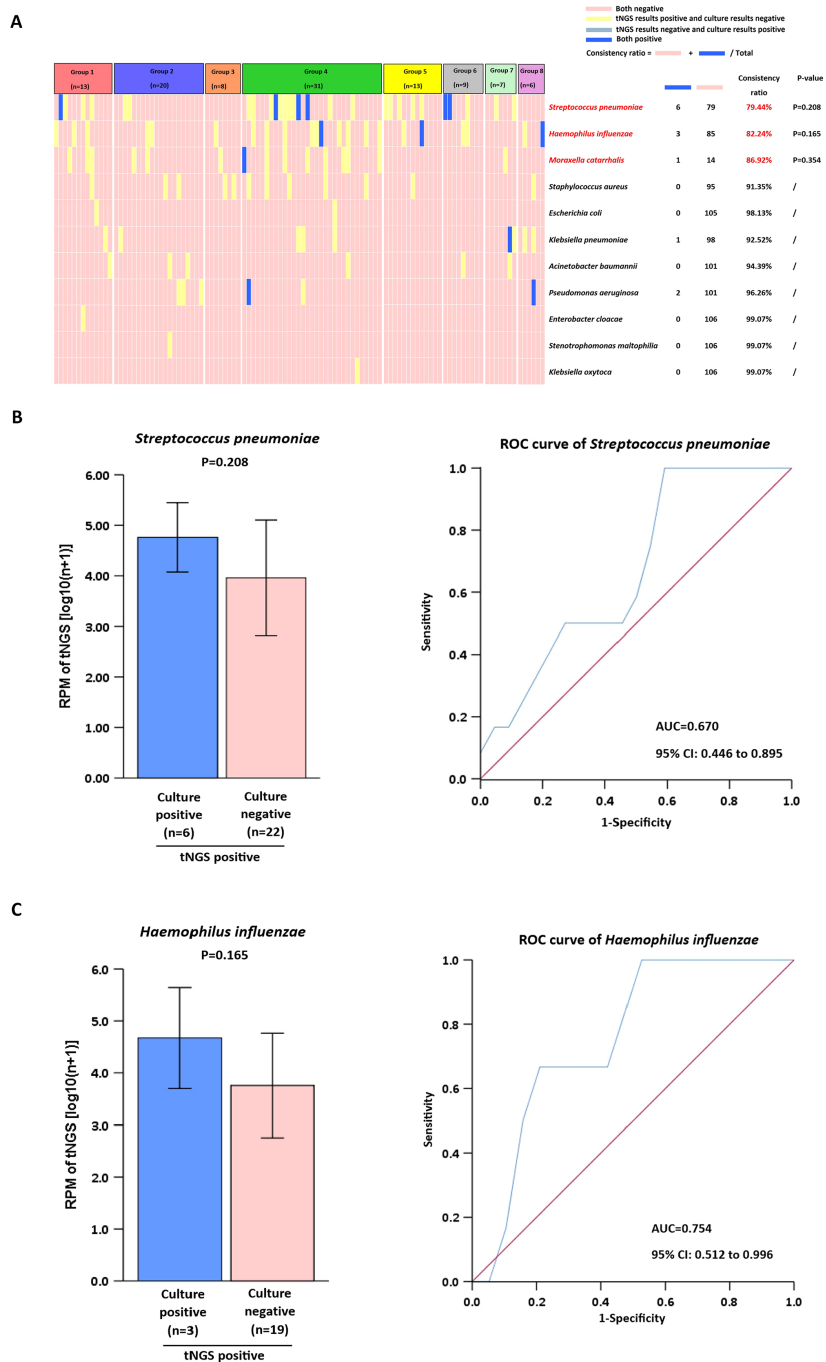 Both negative
A
tNGS results positive and culture results negative
tNGS results negative and culture results positive
Both positive
Consistency ratio = + / Total
Group 1 Group 2 Group 3 Group 4 Group 5 Group 6 Group 7 Group 8
(n=13) (n=20) (n=8) (n=31) (n=13) (n=9) (n=7) (n=6)
Consistency ratio P-value
Streptococcus pneumoniae 6 79 79.44% P=0.208
Haemophilus influenzae 3 85 82.24% P=0.165
Moraxella catarrhalis 1 14 86.92% P=0.354
Staphylococcus aureus 0 95 91.35% /
Escherichia coli 0 105 98.13% /
Klebsiella pneumoniae 1 98 92.52% /
Acinetobacter baumannii 0 101 94.39% /
Pseudomonas aeruginosa 2 101 96.26% /
Enterobacter cloacae 0 106 99.07% /
Stenotrophomonas maltophilia 0 106 99.07% /
Klebsiella oxytoca 0 106 99.07% /
B
Streptococcus pneumoniae
P=0.208
RPM of tNGS [log10(n+1)]
6.00
5.00
4.00
3.00
2.00
1.00
0.00
Culture positive (n=6)
Culture negative (n=22)
tNGS positive
ROC curve of Streptococcus pneumoniae
Sensitivity
1.0
0.8
0.6
0.4
0.2
0.0
AUC=0.670
95% CI: 0.446 to 0.895
0.0 0.2 0.4 0.6 0.8 1.0
1-Specificity
C
Haemophilus influenzae
P=0.165
RPM of tNGS [log10(n+1)]
6.0
5.0
4.0
3.0
2.0
1.0
0.0
Culture positive (n=3)
Culture negative (n=19)
tNGS positive
ROC curve of Haemophilus influenzae
Sensitivity
1.0
0.8
0.6
0.4
0.2
0.0
AUC=0.754
95% CI: 0.512 to 0.996
0.0 0.2 0.4 0.6 0.8 1.0
1-Specificity